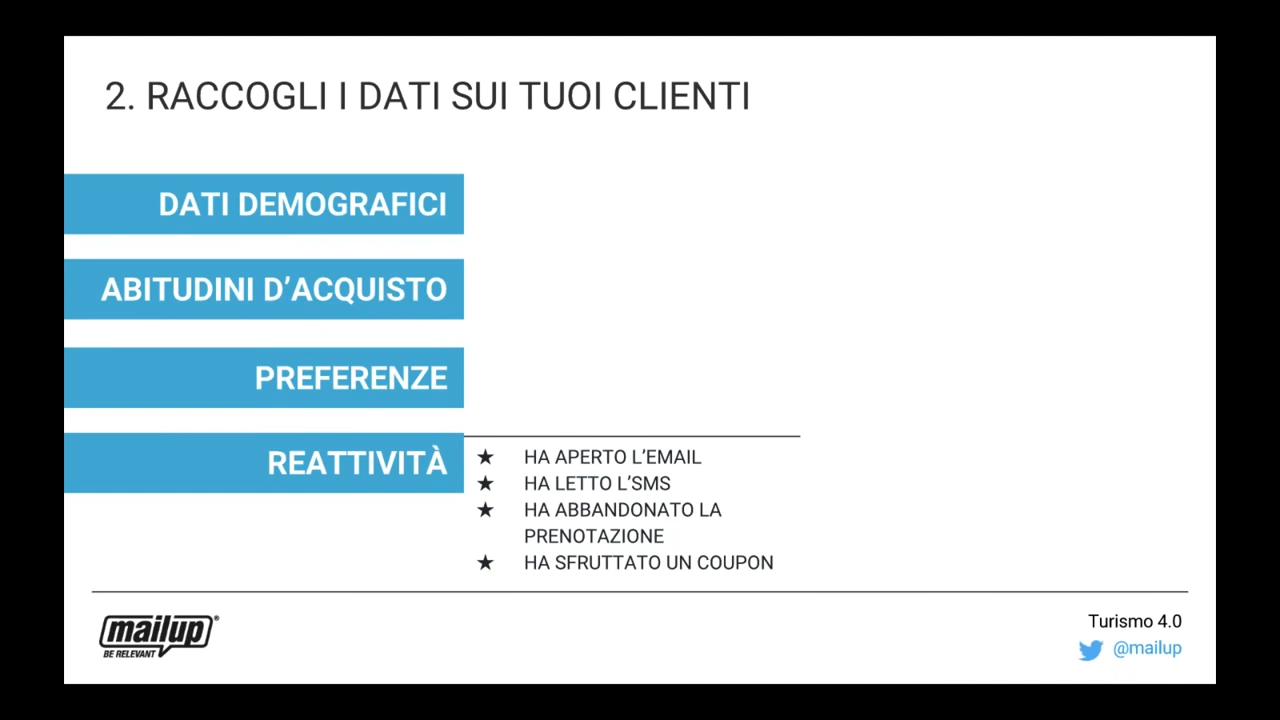 2. RACCOGLI I DATI SUI TUOI CLIENTI
DATI DEMOGRAFICI
ABITUDINI D’ACQUISTO
PREFERENZE
REATTIVITÀ
★ HA APERTO L’EMAIL
★ HA LETTO L’SMS
★ HA ABBANDONATO LA
PRENOTAZIONE
★ HA SFRUTTATO UN COUPON
mailup®
BE RELEVANT
Turismo 4.0
@mailup